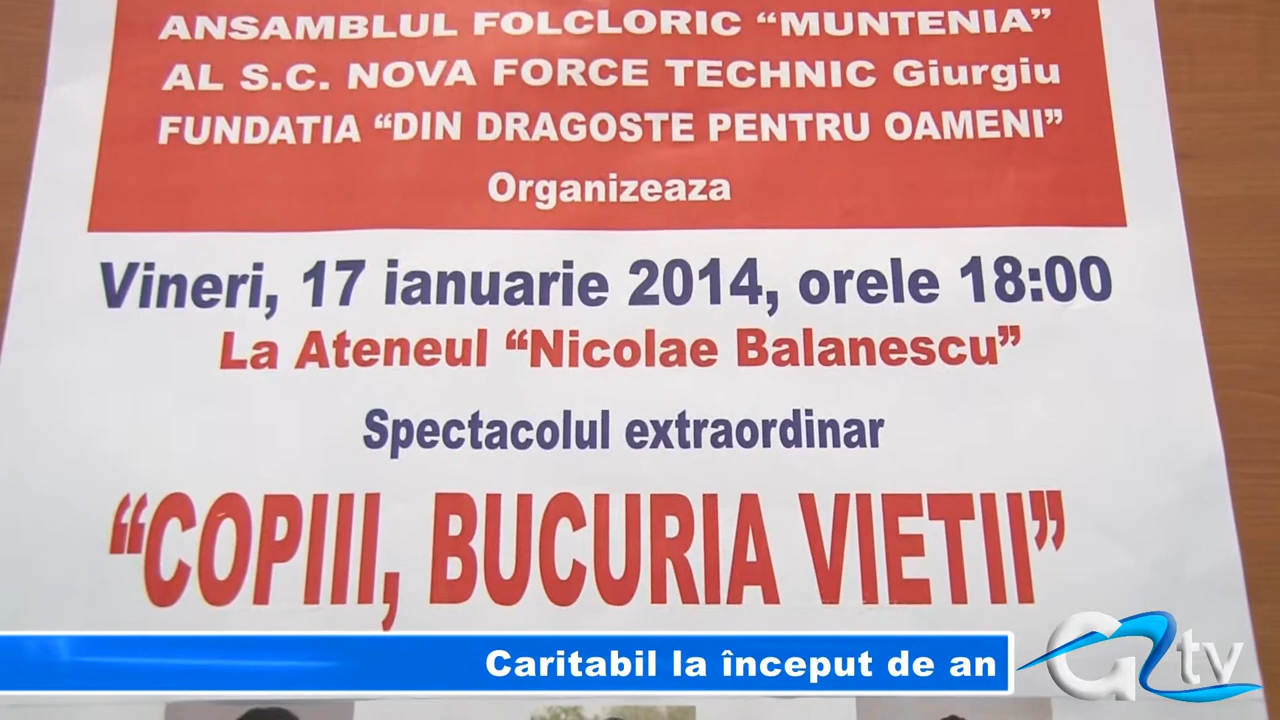 ANSAMBLUL FOLCLORIC “MUNTENIA”
AL S.C. NOVA FORCE TECHNIC Giurgiu
FUNDATIA “DIN DRAGOSTE PENTRU OAMENI”
Organizeaza
Vineri, 17 ianuarie 2014, orele 18:00
La Ateneul “Nicolae Balanescu”
Spectacolul extraordinar
“COPIII, BUCURIA VIETII”
Caritabil la început de an
G2 tv